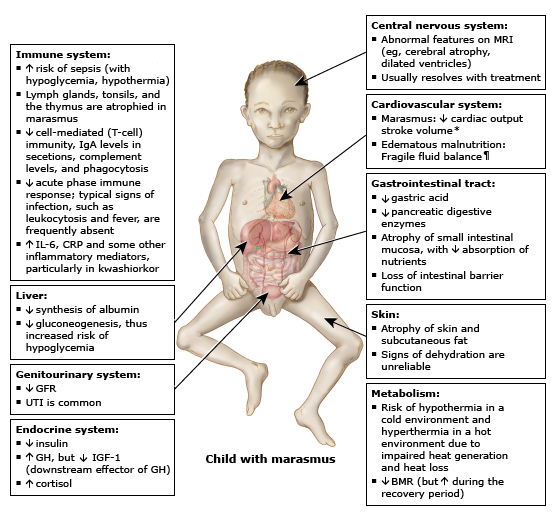 Immune system:
▪ ↑ risk of sepsis (with
hypoglycemia, hypothermia)
▪ Lymph glands, tonsils, and
the thymus are atrophied in
marasmus
▪ ↓ cell-mediated (T-cell)
immunity, IgA levels in
secetions, complement
levels, and phagocytosis
▪ ↓ acute phase immune
response; typical signs of
infection, such as
leukocytosis and fever, are
frequently absent
▪ ↑ IL-6, CRP and some other
inflammatory mediators,
particularly in kwashiorkor
Liver:
▪ ↓ synthesis of albumin
▪ ↓ gluconeogenesis, thus
increased risk of
hypoglycemia
Genitourinary system:
▪ ↓ GFR
▪ UTI is common
Endocrine system:
▪ ↓ insulin
▪ ↑ GH, but ↓ IGF-1
(downstream effector of GH)
▪ ↑ cortisol
Child with marasmus
Central nervous system:
▪ Abnormal features on MRI
(eg, cerebral atrophy,
dilated ventricles)
▪ Usually resolves with treatment
Cardiovascular system:
▪ Marasmus: ↓ cardiac output
stroke volume*
▪ Edematous malnutrition:
Fragile fluid balance¶
Gastrointestinal tract:
▪ ↓ gastric acid
▪ ↓ pancreatic digestive
enzymes
▪ Atrophy of small intestinal
mucosa, with ↓ absorption of
nutrients
▪ Loss of intestinal barrier
function
Skin:
▪ Atrophy of skin and
subcutaneous fat
▪ Signs of dehydration are
unreliable
Metabolism:
▪ Risk of hypothermia in a
cold environment and
hyperthermia in a hot
environment due to
impaired heat generation
and heat loss
▪ ↓ BMR (but ↑ during the
recovery period)